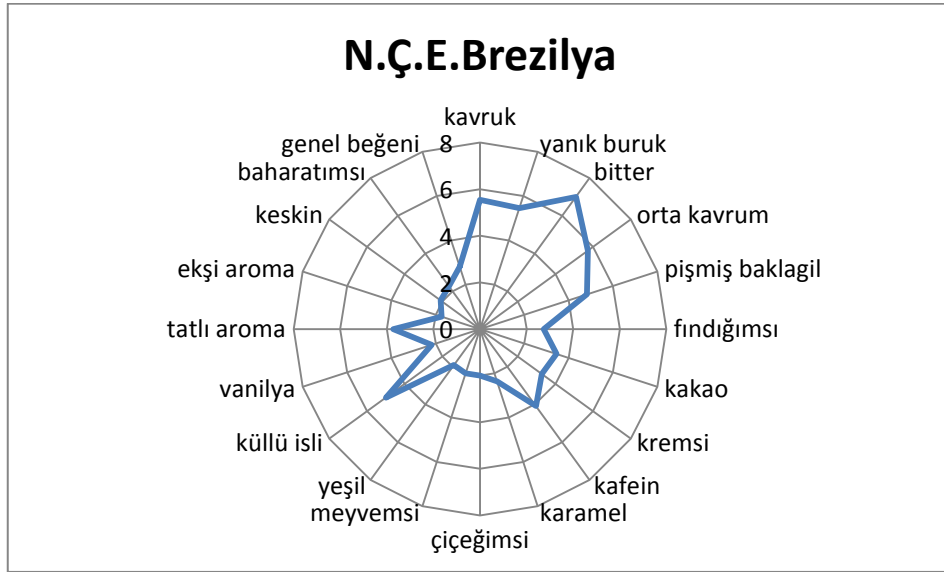 N.Ç.E.Brezilya
kavruk
yanık buruk
bitter
orta kavrum
pişmiş baklagil
fındığımsı
kakao
kremsi
kafein
karamel
çiçeğimsi
meyvemsi
yeşil
küllü isli
vanilya
tatlı aroma
ekşi aroma
keskin
baharatımsı
genel beğeni
8
6
4
2
0